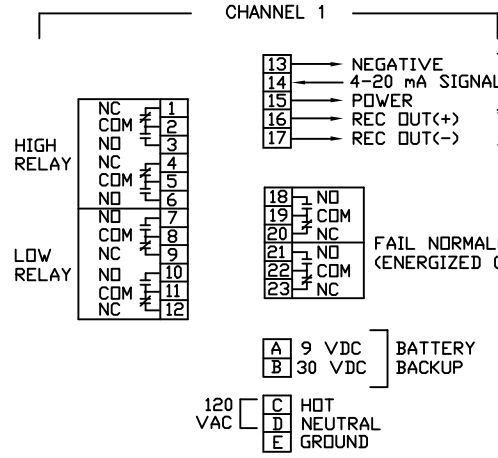 CHANNEL 1
13 NEGATIVE
14 4-20 mA SIGNAL
15 POWER
16 REC OUT(+)
17 REC OUT(-)
HIGH RELAY
NC 1
COM 2
NO 3
NC 4
COM 5
NO 6
LOW RELAY
NO 7
COM 8
NC 9
NO 10
COM 11
NC 12
18 NO
19 COM
20 NC
21 NO
22 COM
23 NC
FAIL NORMAL
(ENERGIZED
A 9 VDC
B 30 VDC
BATTERY
BACKUP
120
VAC
C HOT
D NEUTRAL
E GROUND